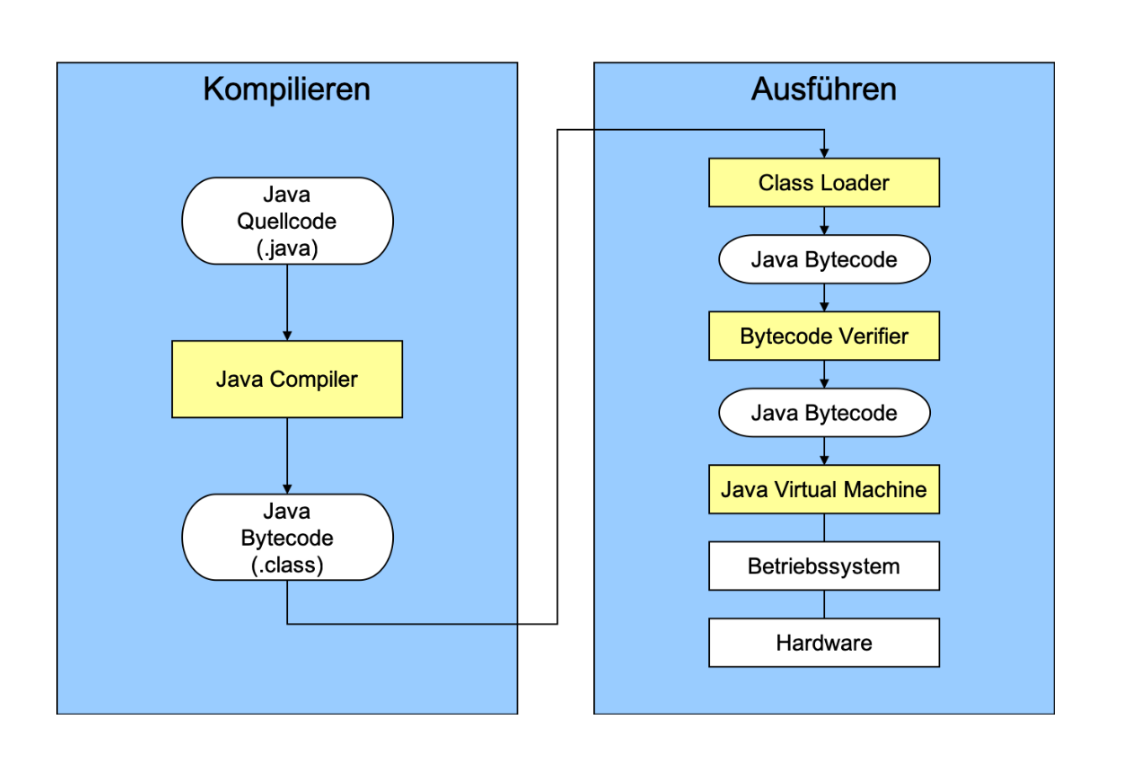 Kompilieren
Java
Quellcode
(.java)
Java Compiler
Java
Bytecode
(.class)
Ausführen
Class Loader
Java Bytecode
Bytecode Verifier
Java Bytecode
Java Virtual Machine
Betriebssystem
Hardware